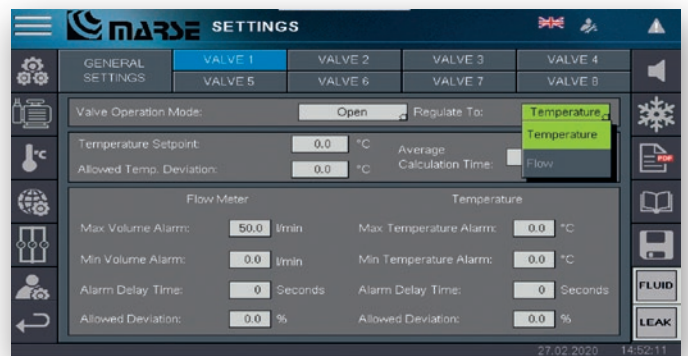 MARSE SETTINGS
GENERAL SETTINGS
VALVE 1 VALVE 2 VALVE 3 VALVE 4
VALVE 5 VALVE 6 VALVE 7 VALVE 8
Valve Operation Mode: Open Regulate To: Temperature
Temperature
Flow
Temperature Setpoint: 0.0 °C
Average Calculation Time:
Allowed Temp. Deviation: 0.0 °C
Flow Meter Temperature
Max Volume Alarm: 50.0 l/min Max Temperature Alarm: 0.0 °C
Min Volume Alarm: 0.0 l/min Min Temperature Alarm: 0.0 °C
Alarm Delay Time: 0 Seconds Alarm Delay Time: 0 Seconds
Allowed Deviation: 0.0 % Allowed Deviation: 0.0 %
°C
PDF
FLUID
LEAK
27.02.2020 14:52:11